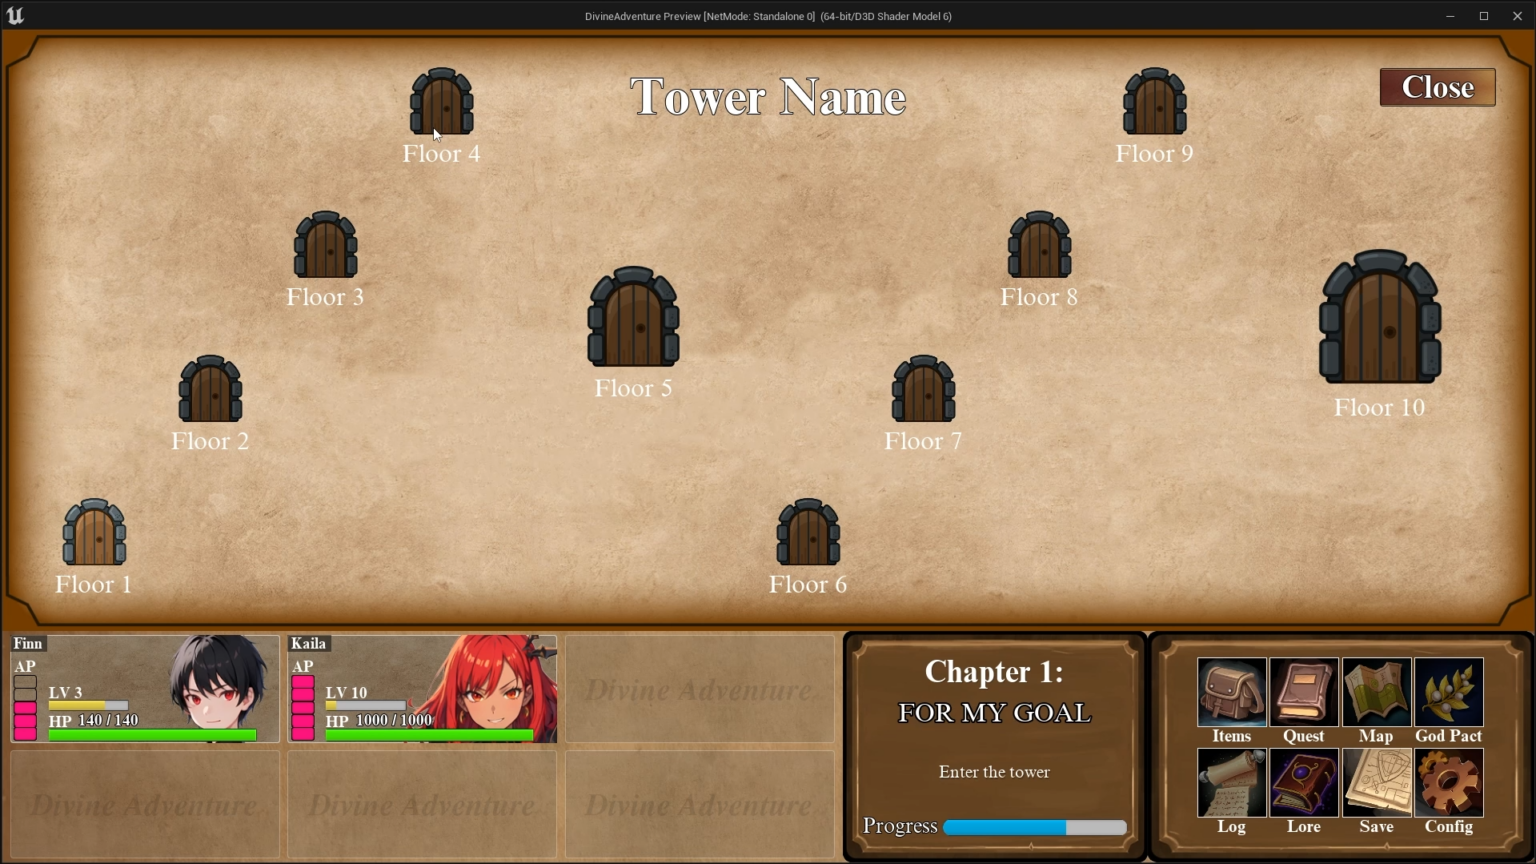 DivineAdventure Preview [NetMode: Standalone 0]  (64-bit/D3D Shader Model 6)
Tower Name
Close
Floor 4
Floor 9
Floor 3
Floor 8
Floor 5
Floor 10
Floor 2
Floor 7
Floor 1
Floor 6
Finn
AP
LV 3
HP 140 / 140
Kaila
AP
LV 10
HP 1000 / 1000
Divine Adventure
Divine Adventure
Divine Adventure
Divine Adventure
Chapter 1:
FOR MY GOAL
Enter the tower
Progress
Items
Quest
Map
God Pact
Log
Lore
Save
Config